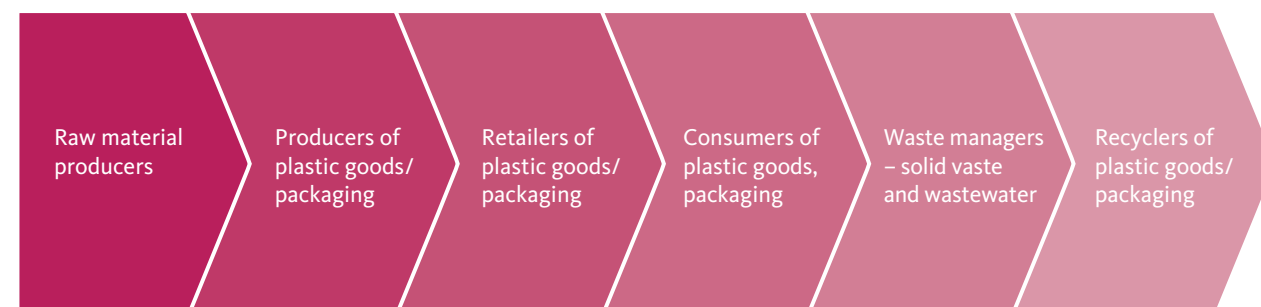 Raw material
producers
Producers of
plastic goods/
packaging
Retailers of
plastic goods/
packaging
Consumers of
plastic goods,
packaging
Waste managers
– solid vaste
and wastewater
Recyclers of
plastic goods/
packaging